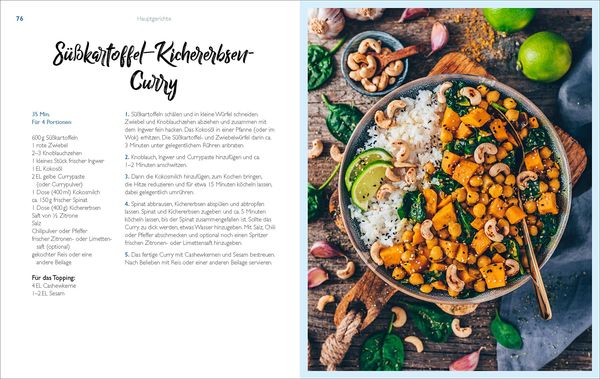 76
Hauptgerichte
Süßkartoffel-Kichererbsen-
Curry
35 Min.
Für 4 Portionen
600 g Süßkartoffeln
1 rote Zwiebel
2–3 Knoblauchzehen
1 kleines Stück frischer Ingwer
1 EL Kokosöl
2 EL gelbe Currypaste
(oder Currypulver)
1 Dose (400 ml) Kokosmilch
ca. 150 g frischer Spinat
1 Dose (400 g) Kichererbsen
Saft von ½ Zitrone
Salz
Chilipulver oder Pfeffer
frischer Zitronen- oder Limetten-
saft (optional)
gekochter Reis oder eine
andere Beilage
Für das Topping:
4 EL Cashewkerne
1–2 EL Sesam
1. Süßkartoffeln schälen und in kleine Würfel schneiden.
Zwiebel und Knoblauchzehen abziehen und zusammen mit
dem Ingwer fein hacken. Das Kokosöl in einer Pfanne (oder im
Wok) erhitzen. Die Süßkartoffel- und Zwiebelwürfel darin ca.
3 Minuten unter gelegentlichem Rühren anbraten.
2. Knoblauch, Ingwer und Currypaste hinzufügen und ca.
1–2 Minuten anschwitzen.
3. Dann die Kokosmilch hinzufügen, zum Kochen bringen,
die Hitze reduzieren und für etwa 15 Minuten köcheln lassen,
dabei gelegentlich umrühren.
4. Spinat abbrausen, Kichererbsen abspülen und abtropfen
lassen. Spinat und Kichererbsen zugeben und ca. 5 Minuten
köcheln lassen, bis der Spinat zusammengefallen ist. Sollte das
Curry zu dick werden, etwas Wasser hinzugeben. Mit Salz, Chili
oder Pfeffer abschmecken und optional noch einen Spritzer
frischen Zitronen- oder Limettensaft hinzugeben.
5. Das fertige Curry mit Cashewkernen und Sesam bestreuen.
Nach Belieben mit Reis oder einer anderen Beilage servieren.